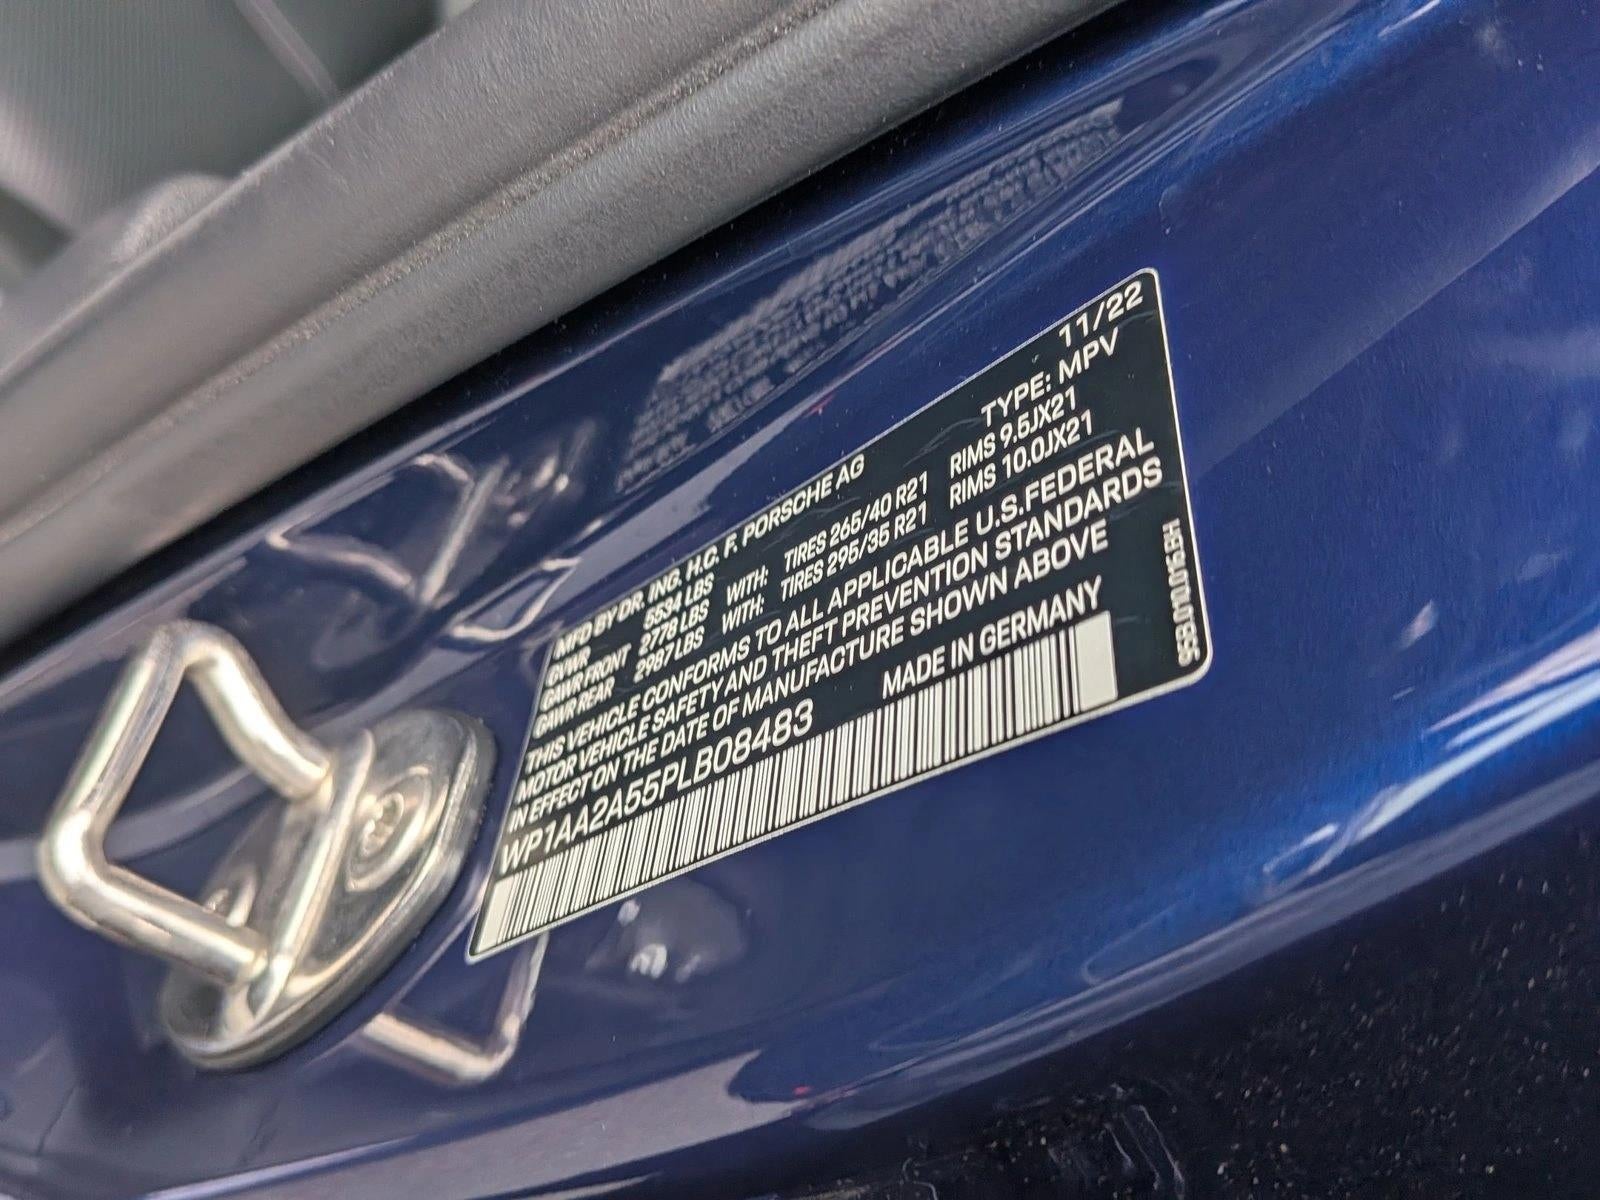 11/22
MFD BY DR. ING. H.C. F. PORSCHE AG TYPE: MPV
GVWR 5534 LBS
GAWR FRONT 2778 LBS WITH: TIRES 265/40 R21 RIMS 9.5JX21
GAWR REAR 2987 LBS WITH: TIRES 295/35 R21 RIMS 10.0JX21
THIS VEHICLE CONFORMS TO ALL APPLICABLE U.S.FEDERAL
MOTOR VEHICLE SAFETY AND THEFT PREVENTION STANDARDS
IN EFFECT ON THE DATE OF MANUFACTURE SHOWN ABOVE
WP1AA2A55PLB08483 MADE IN GERMANY